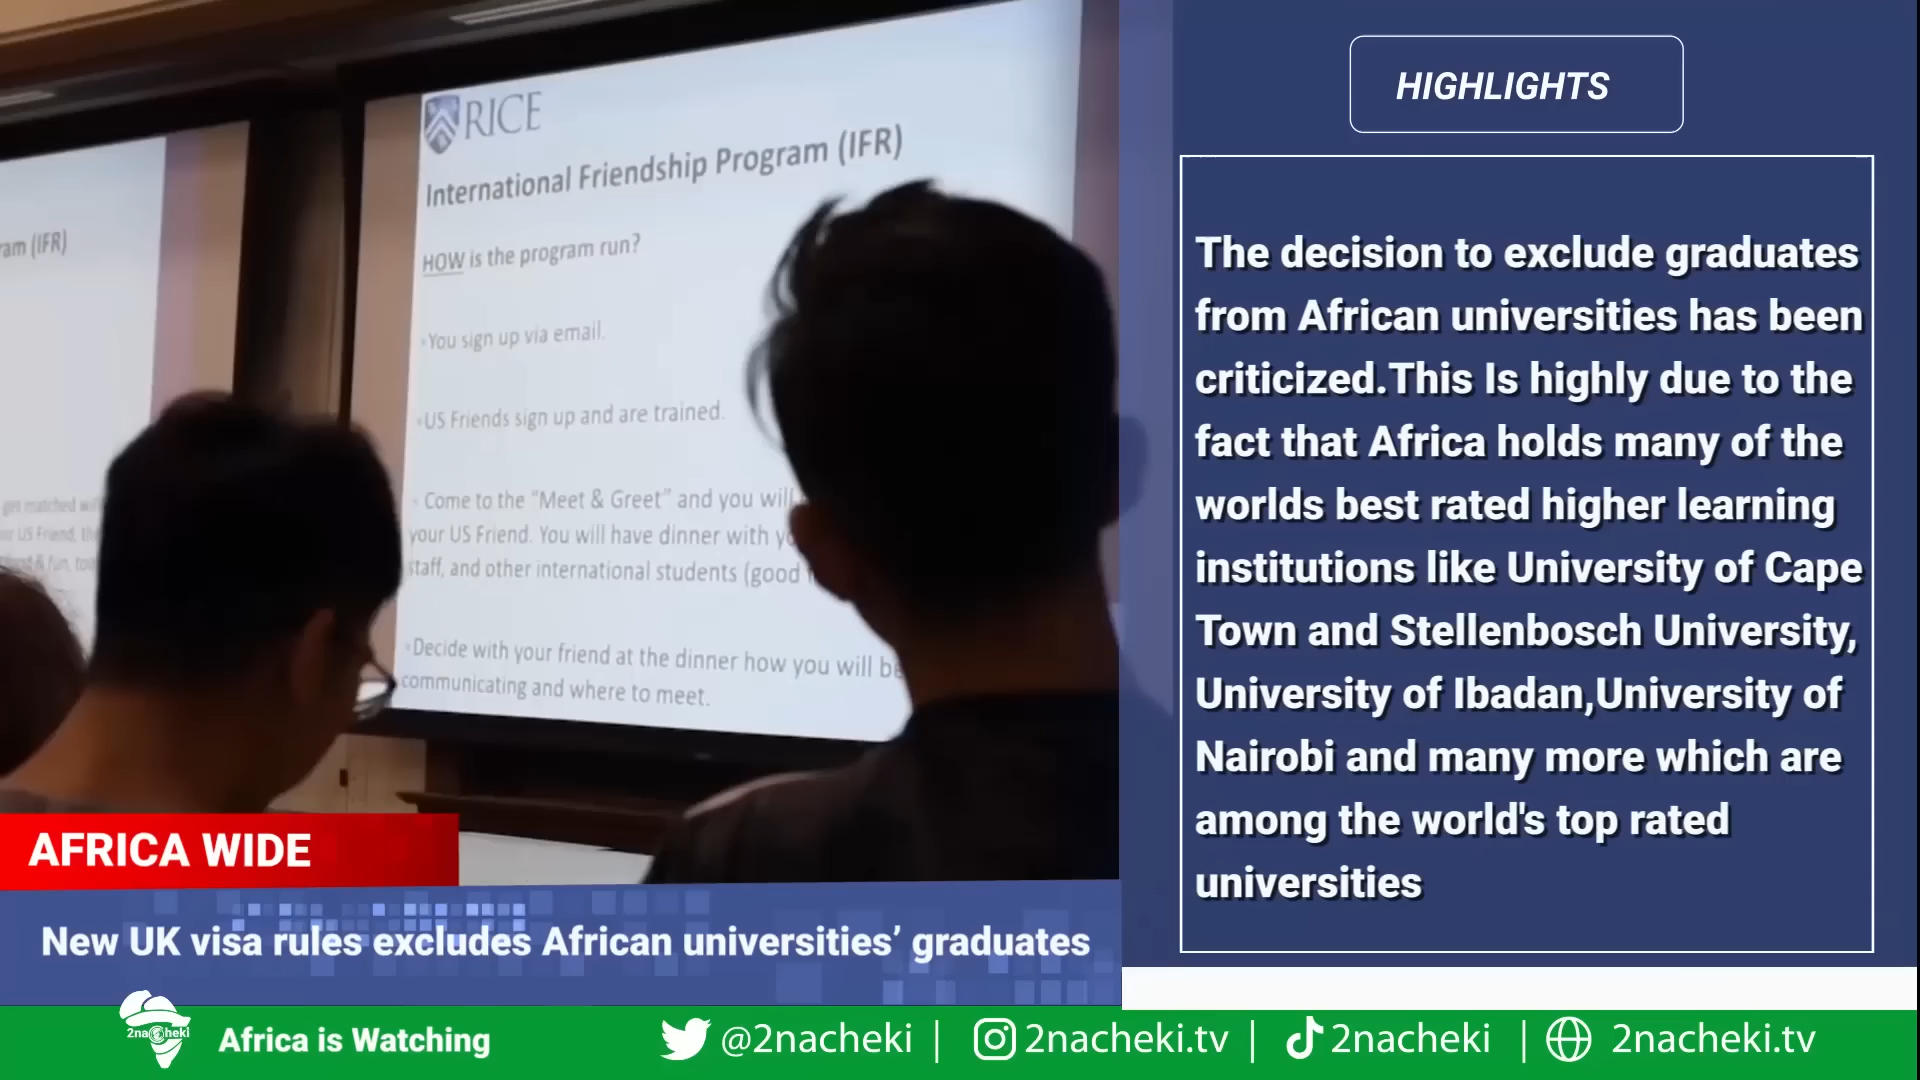 RICE
International Friendship Program (IFR)
HOW is the program run?
You sign up via email.
US Friends sign up and are trained.
Come to the "Meet & Greet" and you will
your US Friend. You will have dinner with
staff, and other international students (good
Decide with your friend at the dinner how you will be
communicating and where to meet.
(IFR)
get matched
US Friend,
& fun,
AFRICA WIDE
New UK visa rules excludes African universities' graduates
HIGHLIGHTS
The decision to exclude graduates
from African universities has been
criticized.This Is highly due to the
fact that Africa holds many of the
worlds best rated higher learning
institutions like University of Cape
Town and Stellenbosch University,
University of Ibadan,University of
Nairobi and many more which are
among the world's top rated
universities
2nacheki
Africa is Watching
@2nacheki | 2nacheki.tv | 2nacheki | 2nacheki.tv